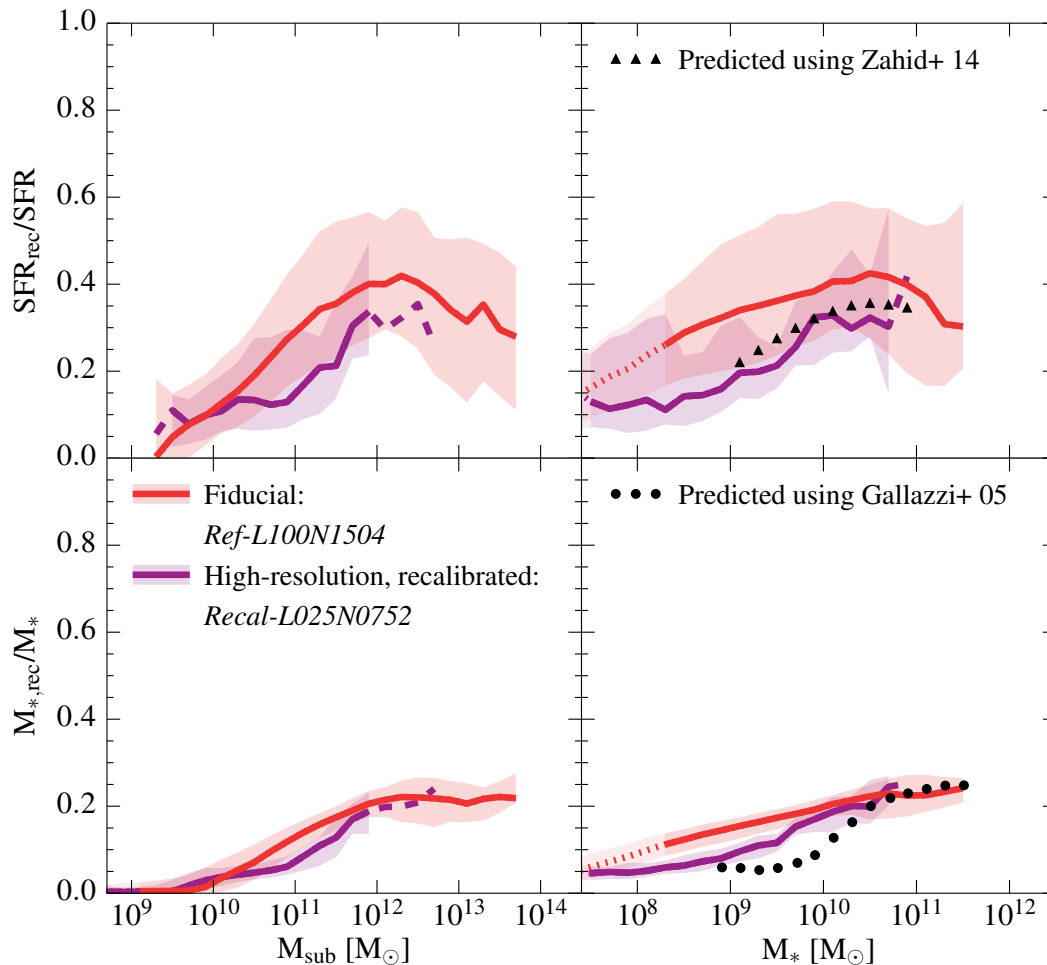 1.0
0.8
0.6
0.4
0.2
0.0
SFR_rec/SFR
Predicted using Zahid+ 14
0.8
0.6
0.4
0.2
0.0
M_*,rec/M_*
Fiducial:
Ref-L100N1504
High-resolution, recalibrated:
Recal-L025N0752
Predicted using Gallazzi+ 05
10^9 10^10 10^11 10^12 10^13 10^14
M_sub [M_⊙]
10^8 10^9 10^10 10^11 10^12
M_* [M_⊙]